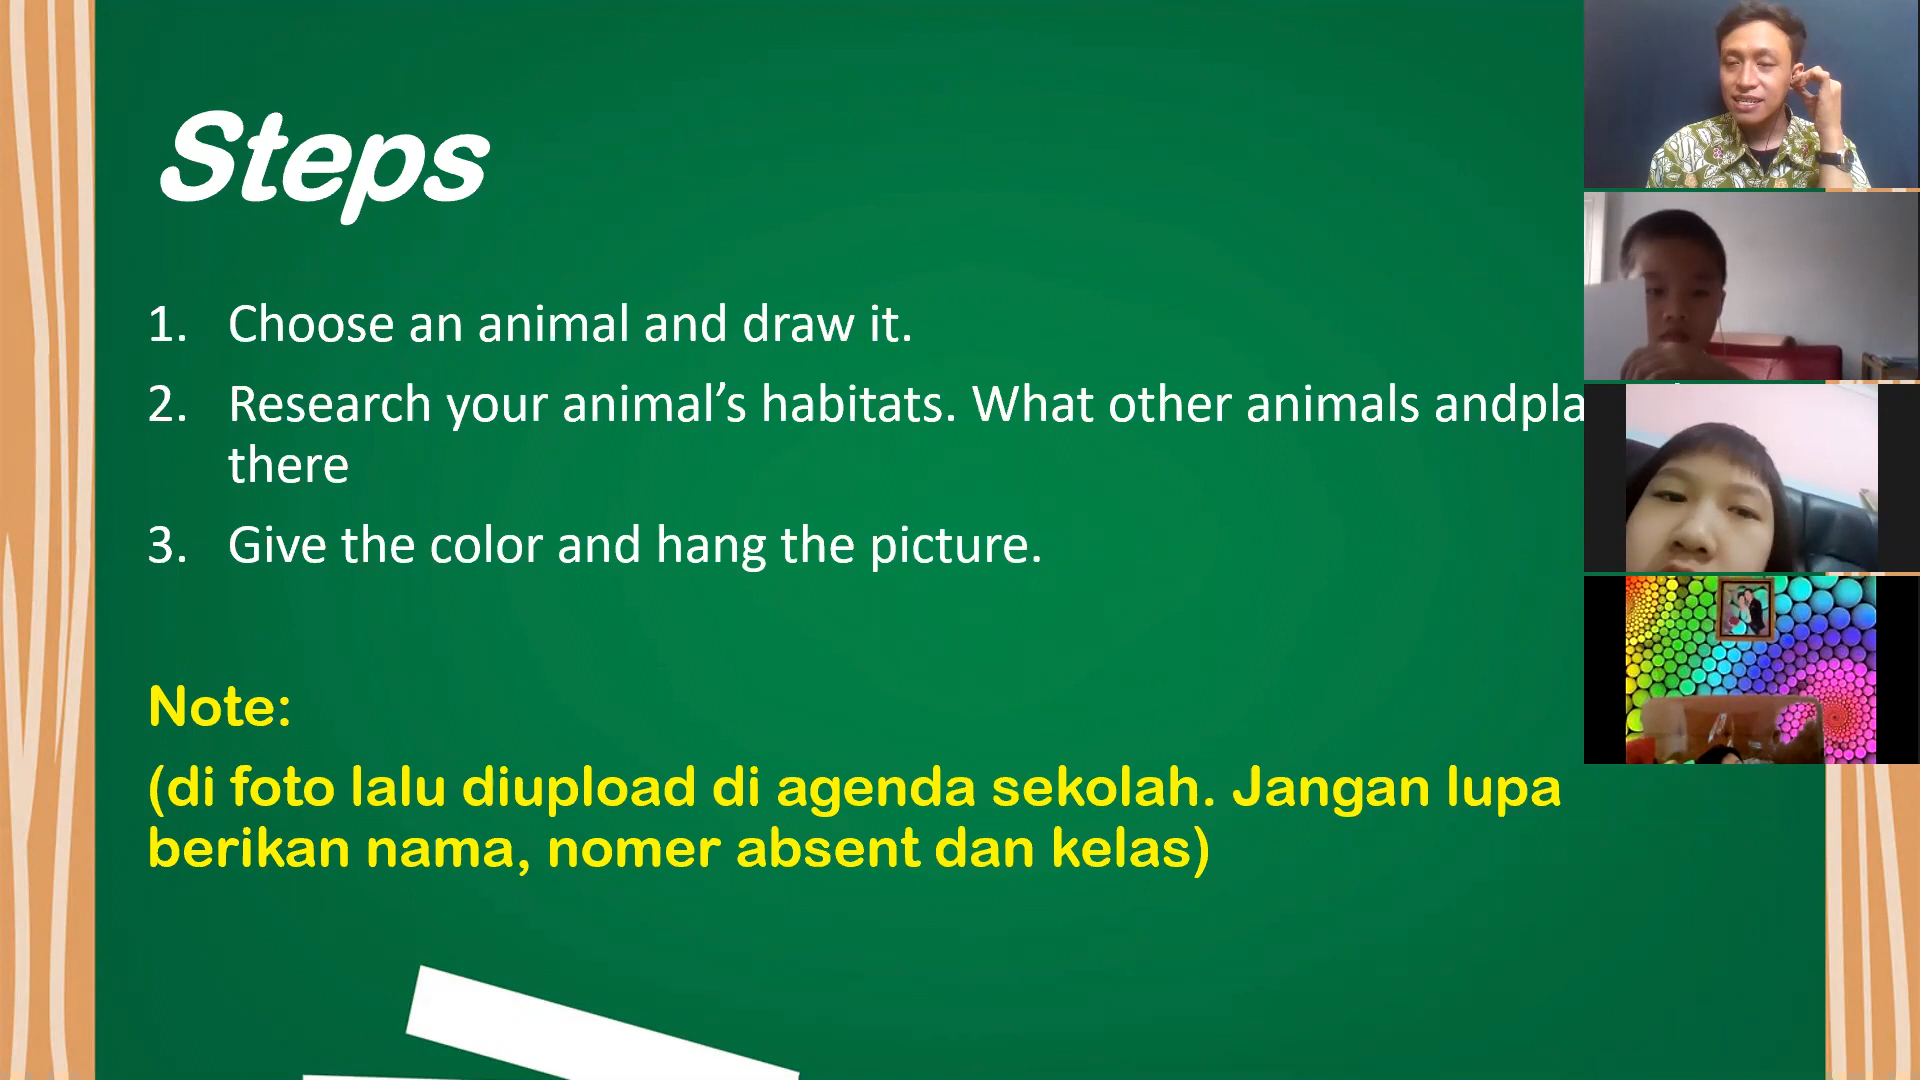 Steps
1. Choose an animal and draw it.
2. Research your animal’s habitats. What other animals andpla
there
3. Give the color and hang the picture.
Note:
(di foto lalu diupload di agenda sekolah. Jangan lupa
berikan nama, nomer absent dan kelas)